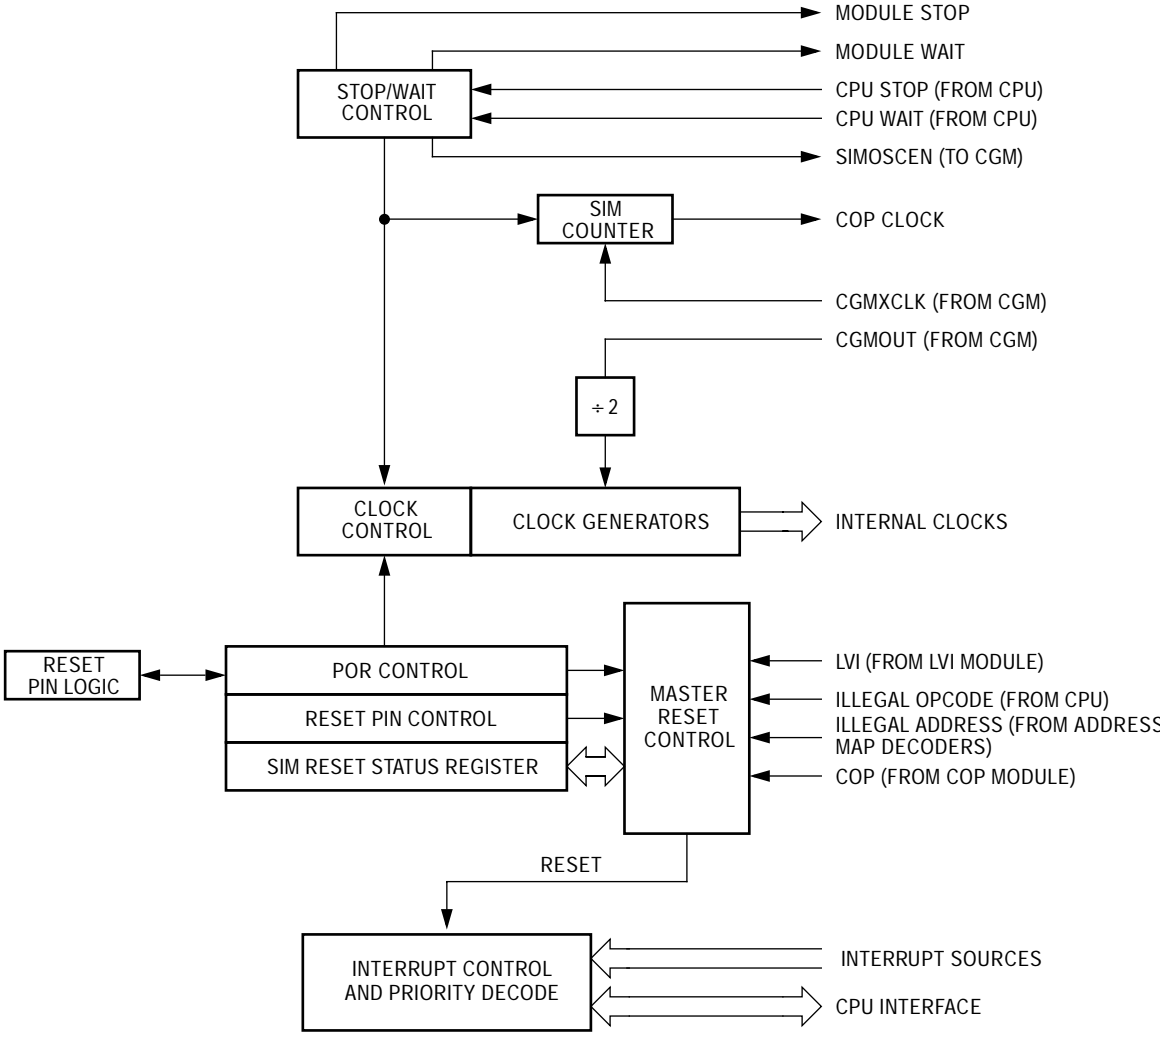 MODULE STOP
MODULE WAIT
STOP/WAIT
CONTROL
CPU STOP (FROM CPU)
CPU WAIT (FROM CPU)
SIMOSCEN (TO CGM)
SIM
COUNTER
COP CLOCK
CGMXCLK (FROM CGM)
CGMOUT (FROM CGM)
÷ 2
CLOCK
CONTROL
CLOCK GENERATORS
INTERNAL CLOCKS
RESET
PIN LOGIC
POR CONTROL
RESET PIN CONTROL
SIM RESET STATUS REGISTER
MASTER
RESET
CONTROL
LVI (FROM LVI MODULE)
ILLEGAL OPCODE (FROM CPU)
ILLEGAL ADDRESS (FROM ADDRESS
MAP DECODERS)
COP (FROM COP MODULE)
RESET
INTERRUPT CONTROL
AND PRIORITY DECODE
INTERRUPT SOURCES
CPU INTERFACE